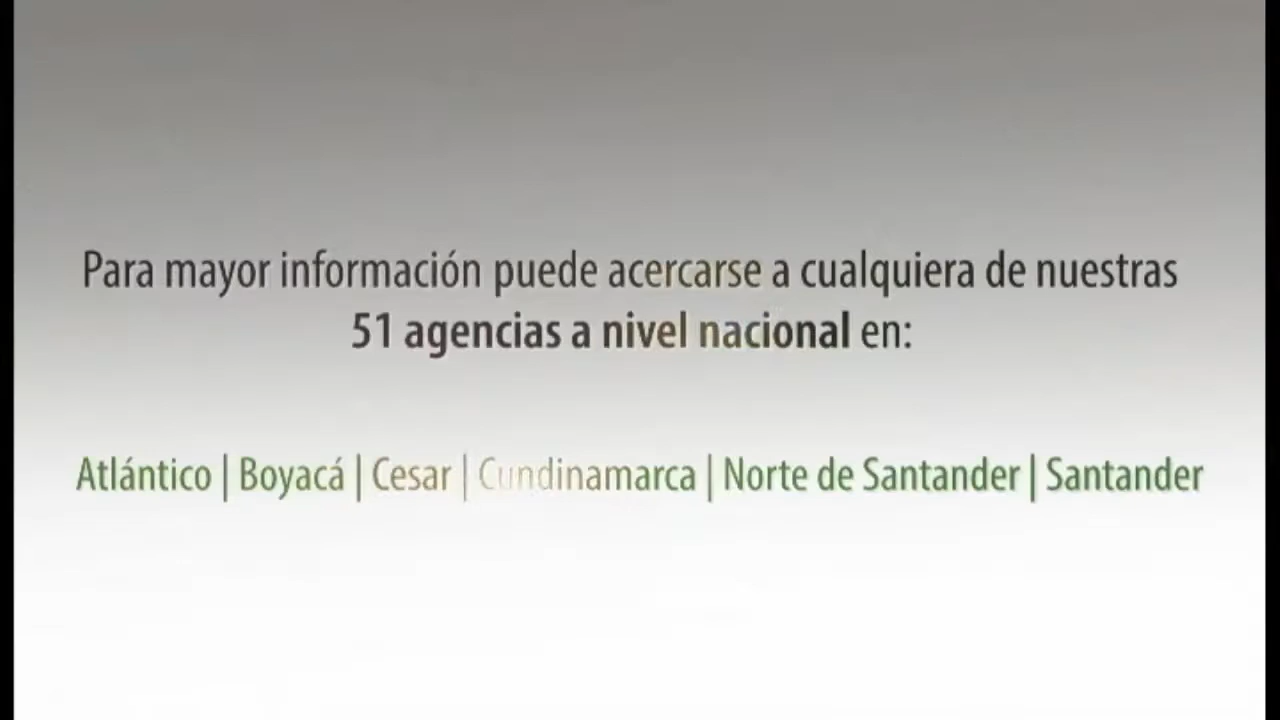 Para mayor información puede acercarse a cualquiera de nuestras
51 agencias a nivel nacional en:
Atlántico | Boyacá | Cesar | Cundinamarca | Norte de Santander | Santander